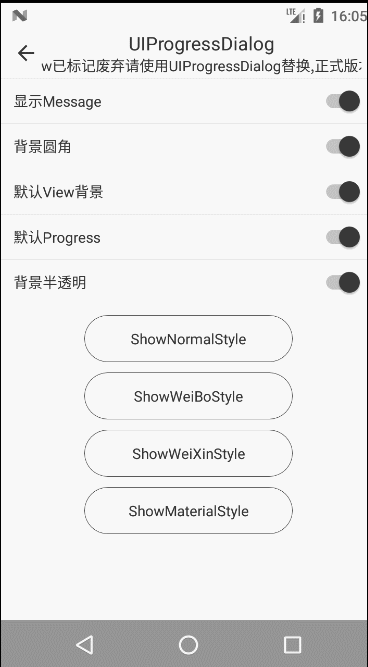 LTE 16:05
UIProgressDialog
w已标记废弃请使用UIProgressDialog替换,正式版
显示Message
背景圆角
默认View背景
默认Progress
背景半透明
ShowNormalStyle
ShowWeiBoStyle
ShowWeiXinStyle
ShowMaterialStyle